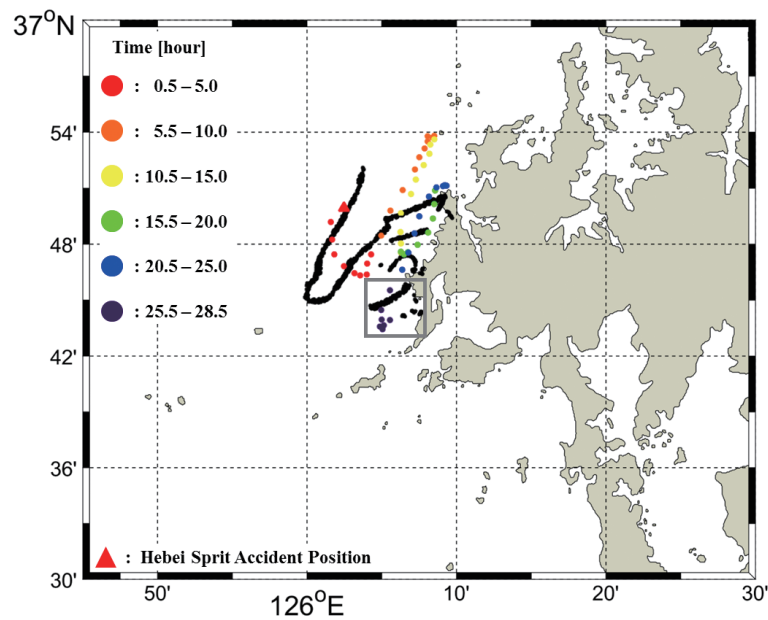 37°N
Time [hour]
: 0.5 – 5.0
: 5.5 – 10.0
: 10.5 – 15.0
: 15.5 – 20.0
: 20.5 – 25.0
: 25.5 – 28.5
54'
48'
42'
36'
30'
: Hebei Sprit Accident Position
50'
126°E
10'
20'
30'